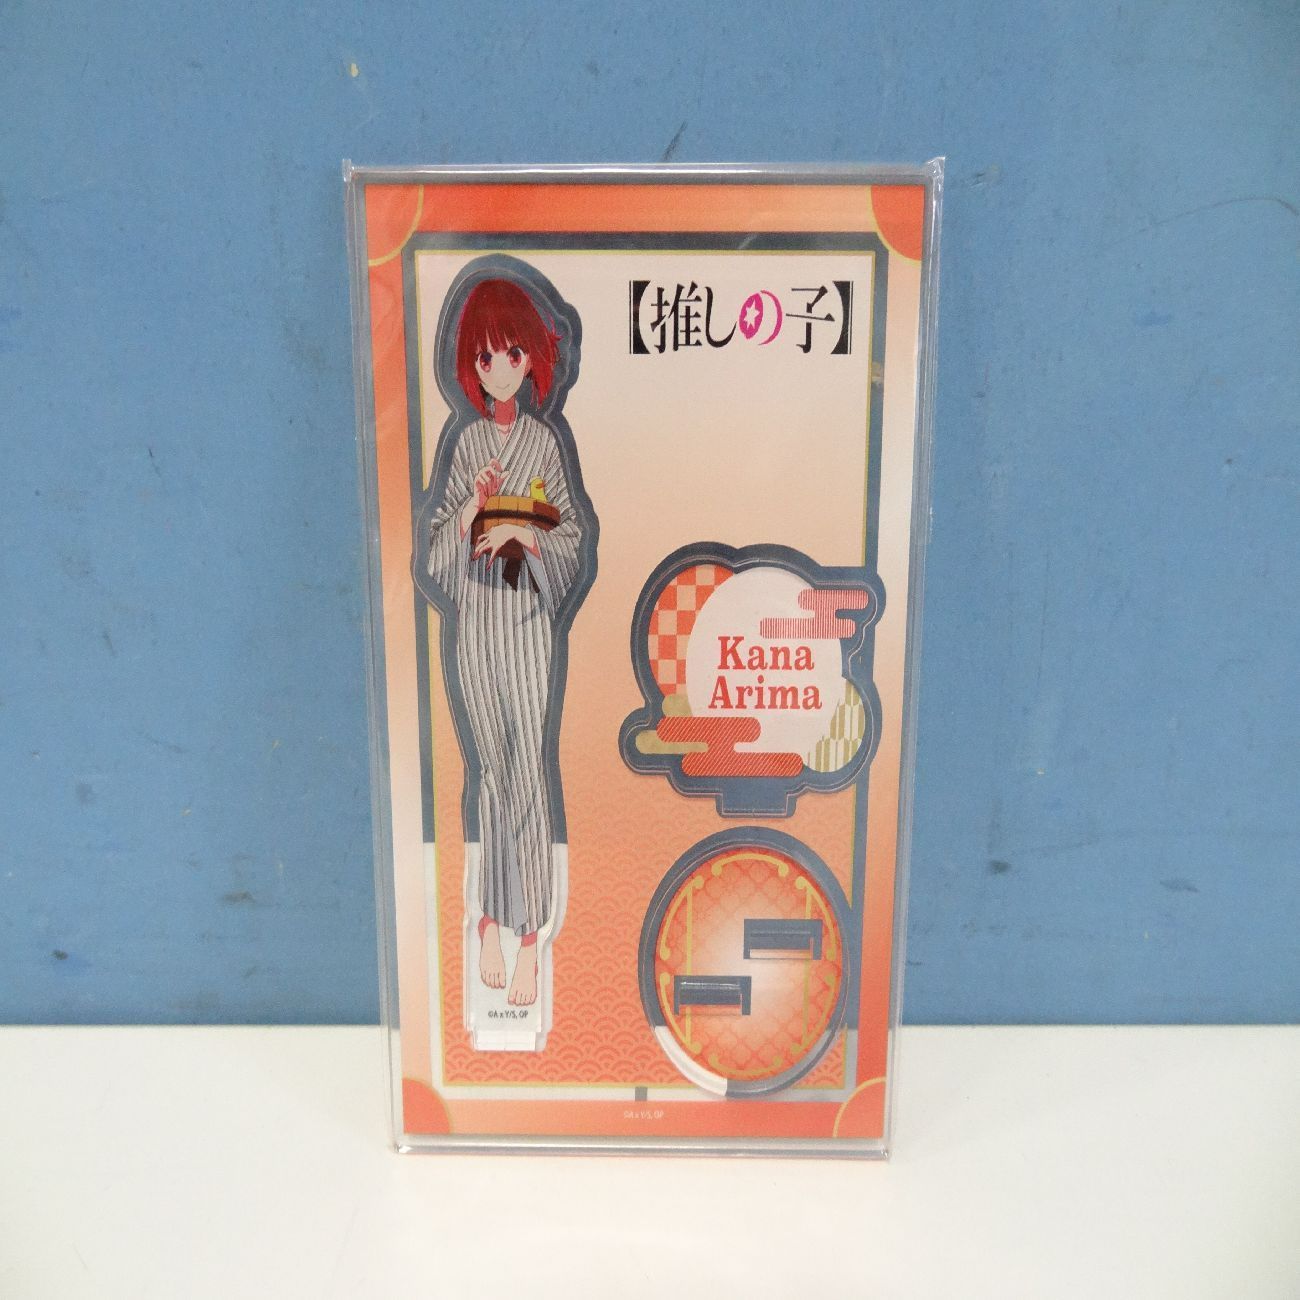 【推しの子】
Kana
Arima
©A x Y/S, OP
©A x Y/S, OP